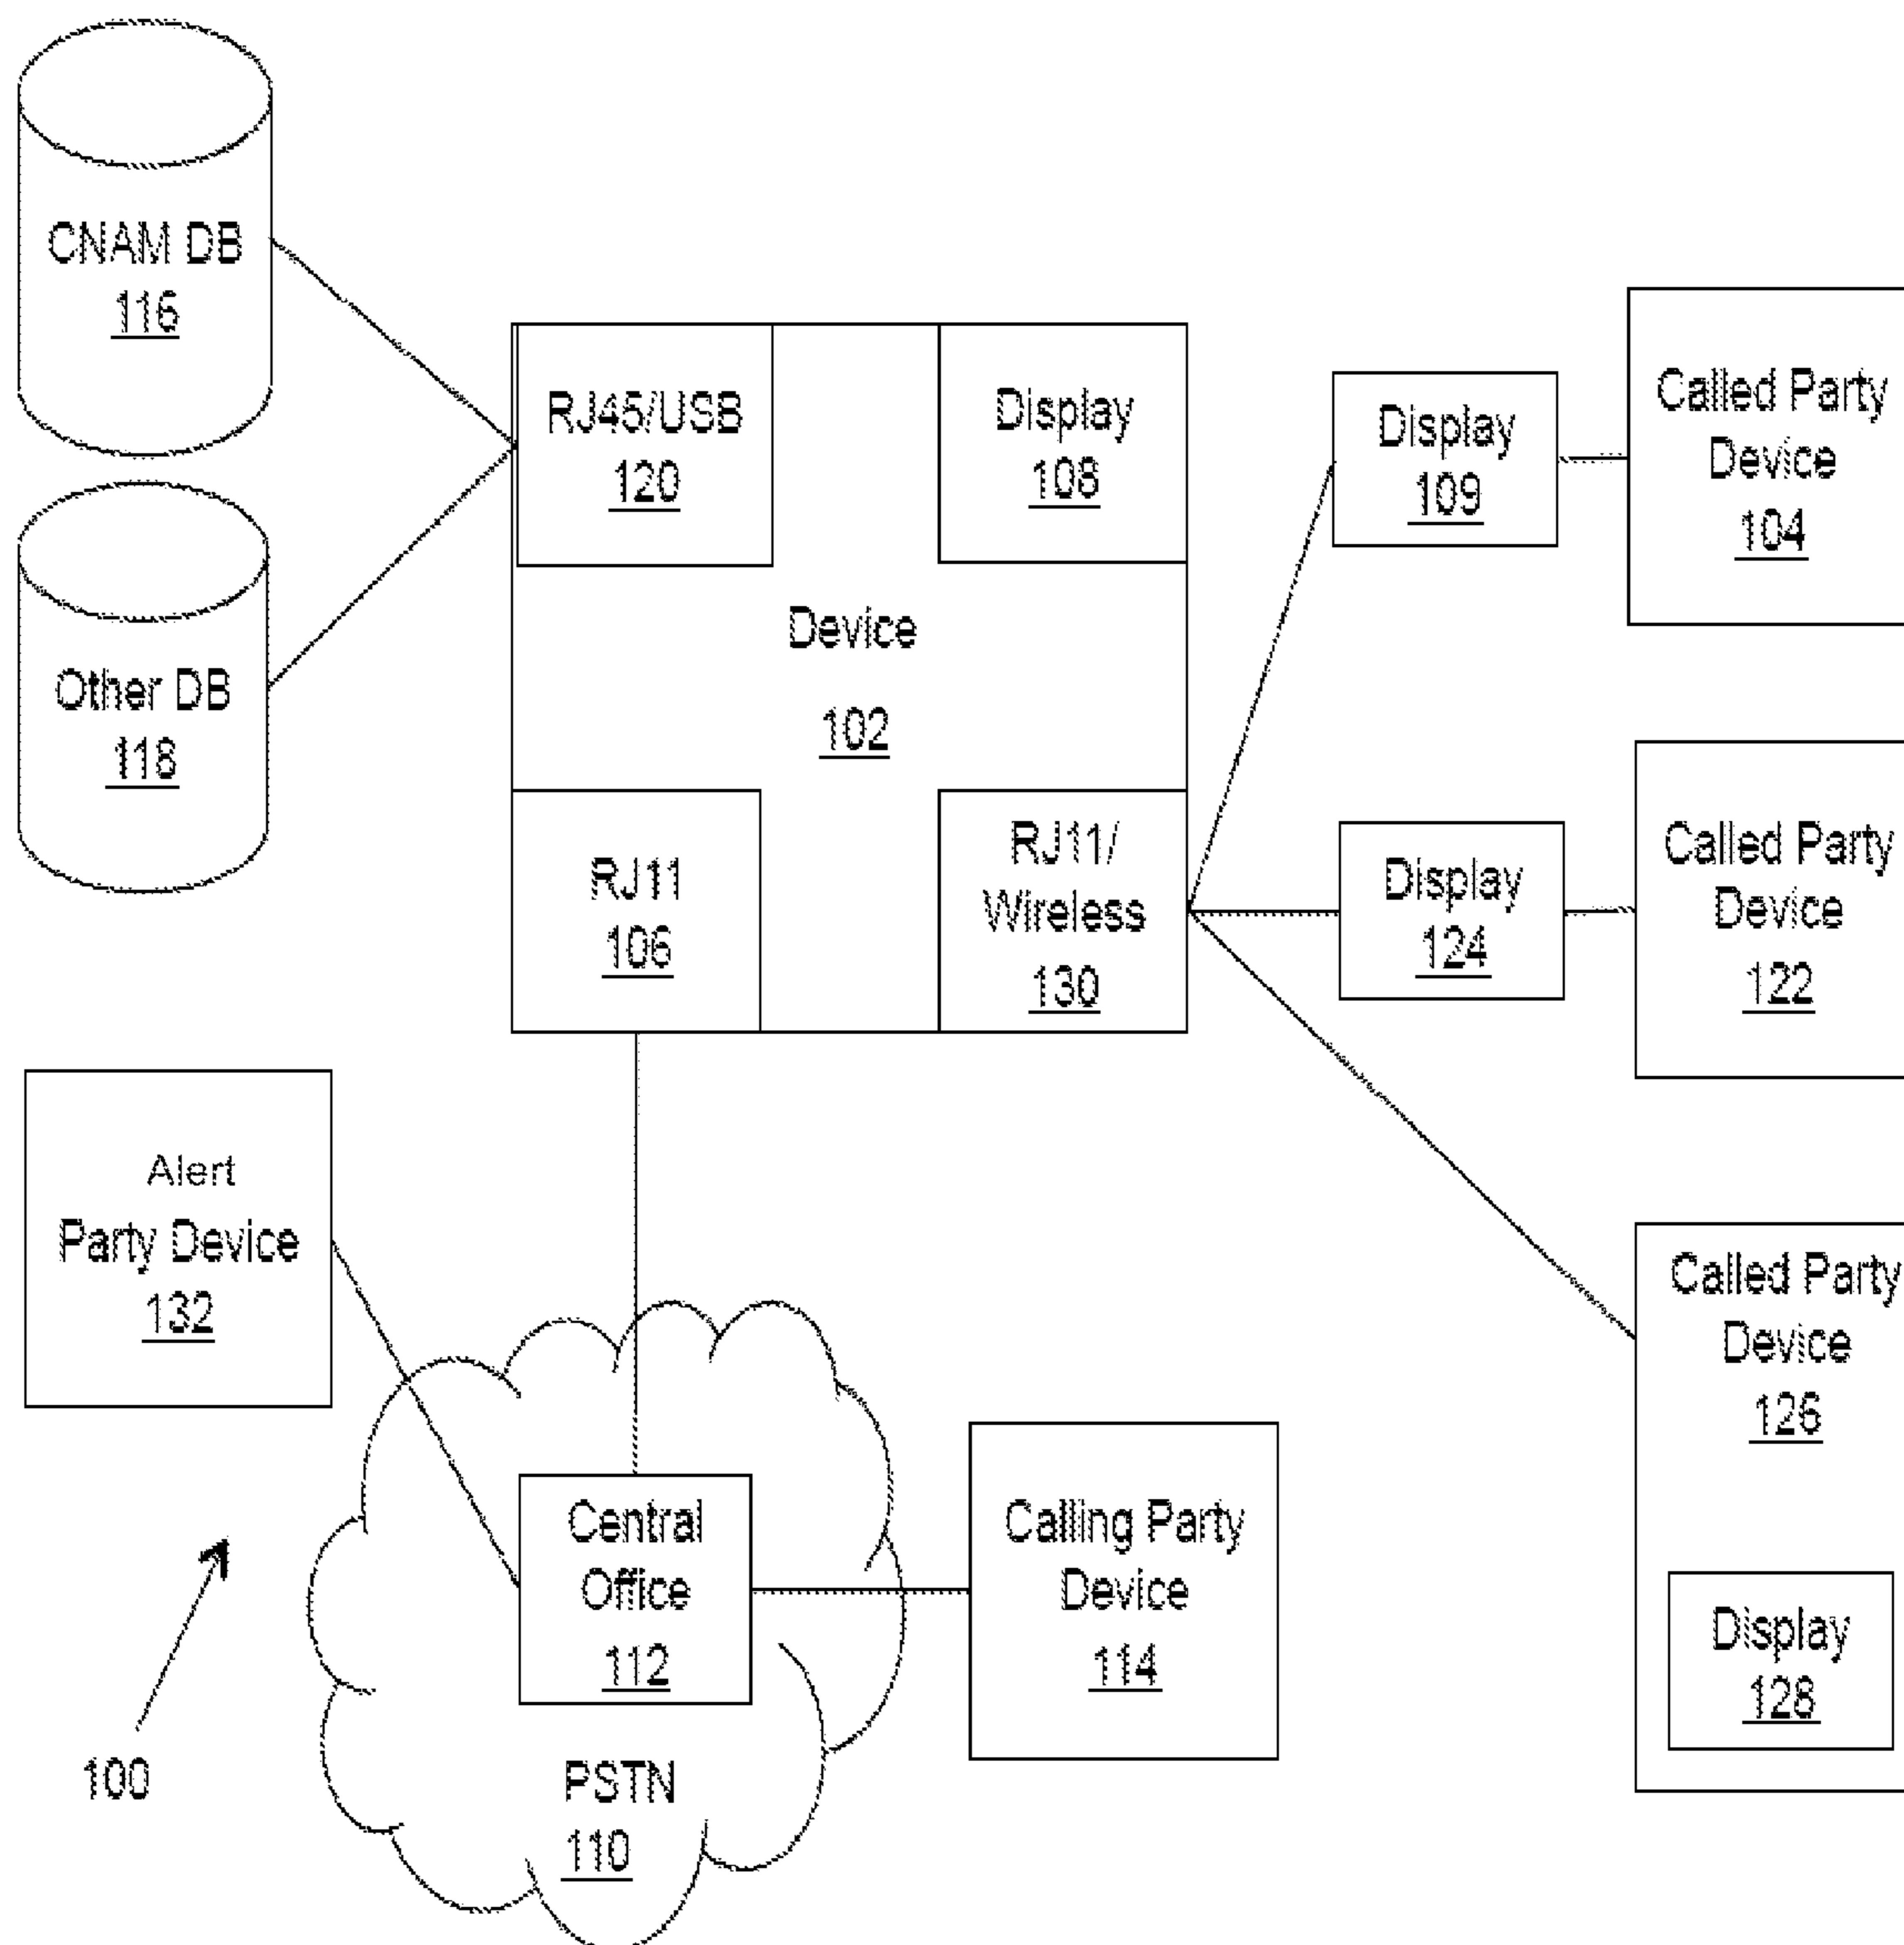 CNAM DB
116
Other DB
118
RJ45/USB
120
Display
108
Device
102
RJ11
106
RJ11/
Wireless
130
Display
109
Called Party
Device
104
Display
124
Called Party
Device
122
Called Party
Device
126
Display
128
Alert
Party Device
132
Central
Office
112
PSTN
110
Calling Party
Device
114
100